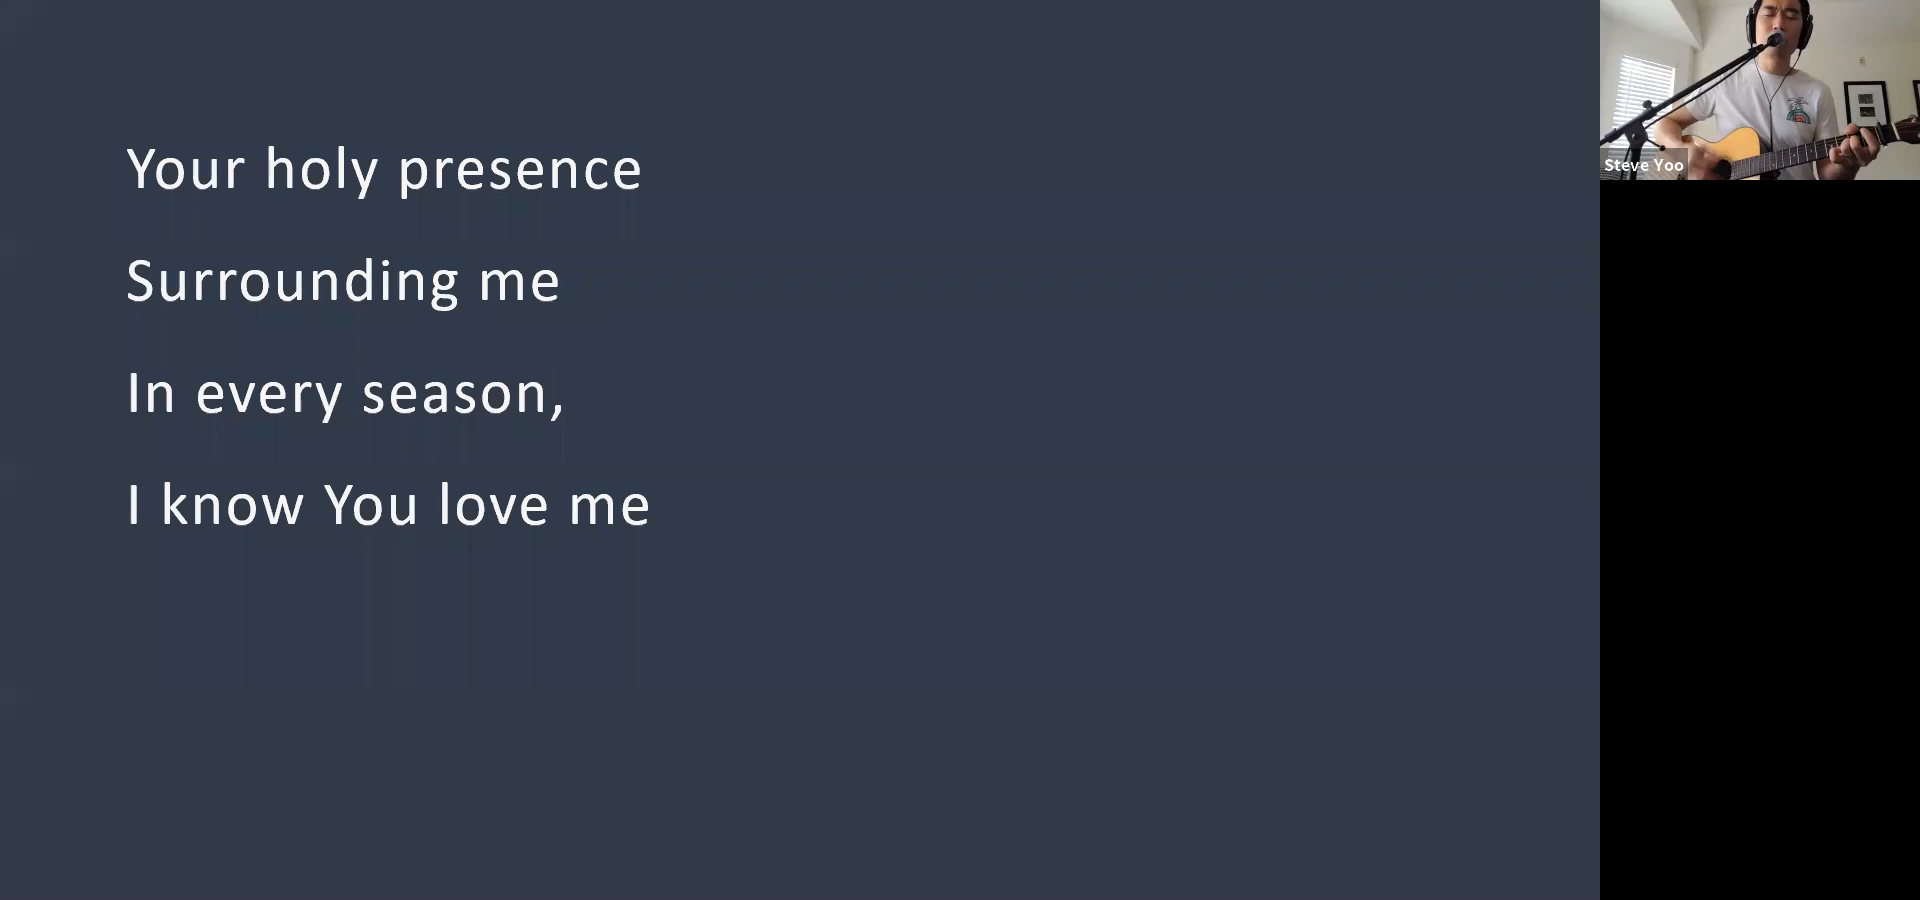 Your holy presence
Surrounding me
In every season,
I know You love me
Steve Yoo